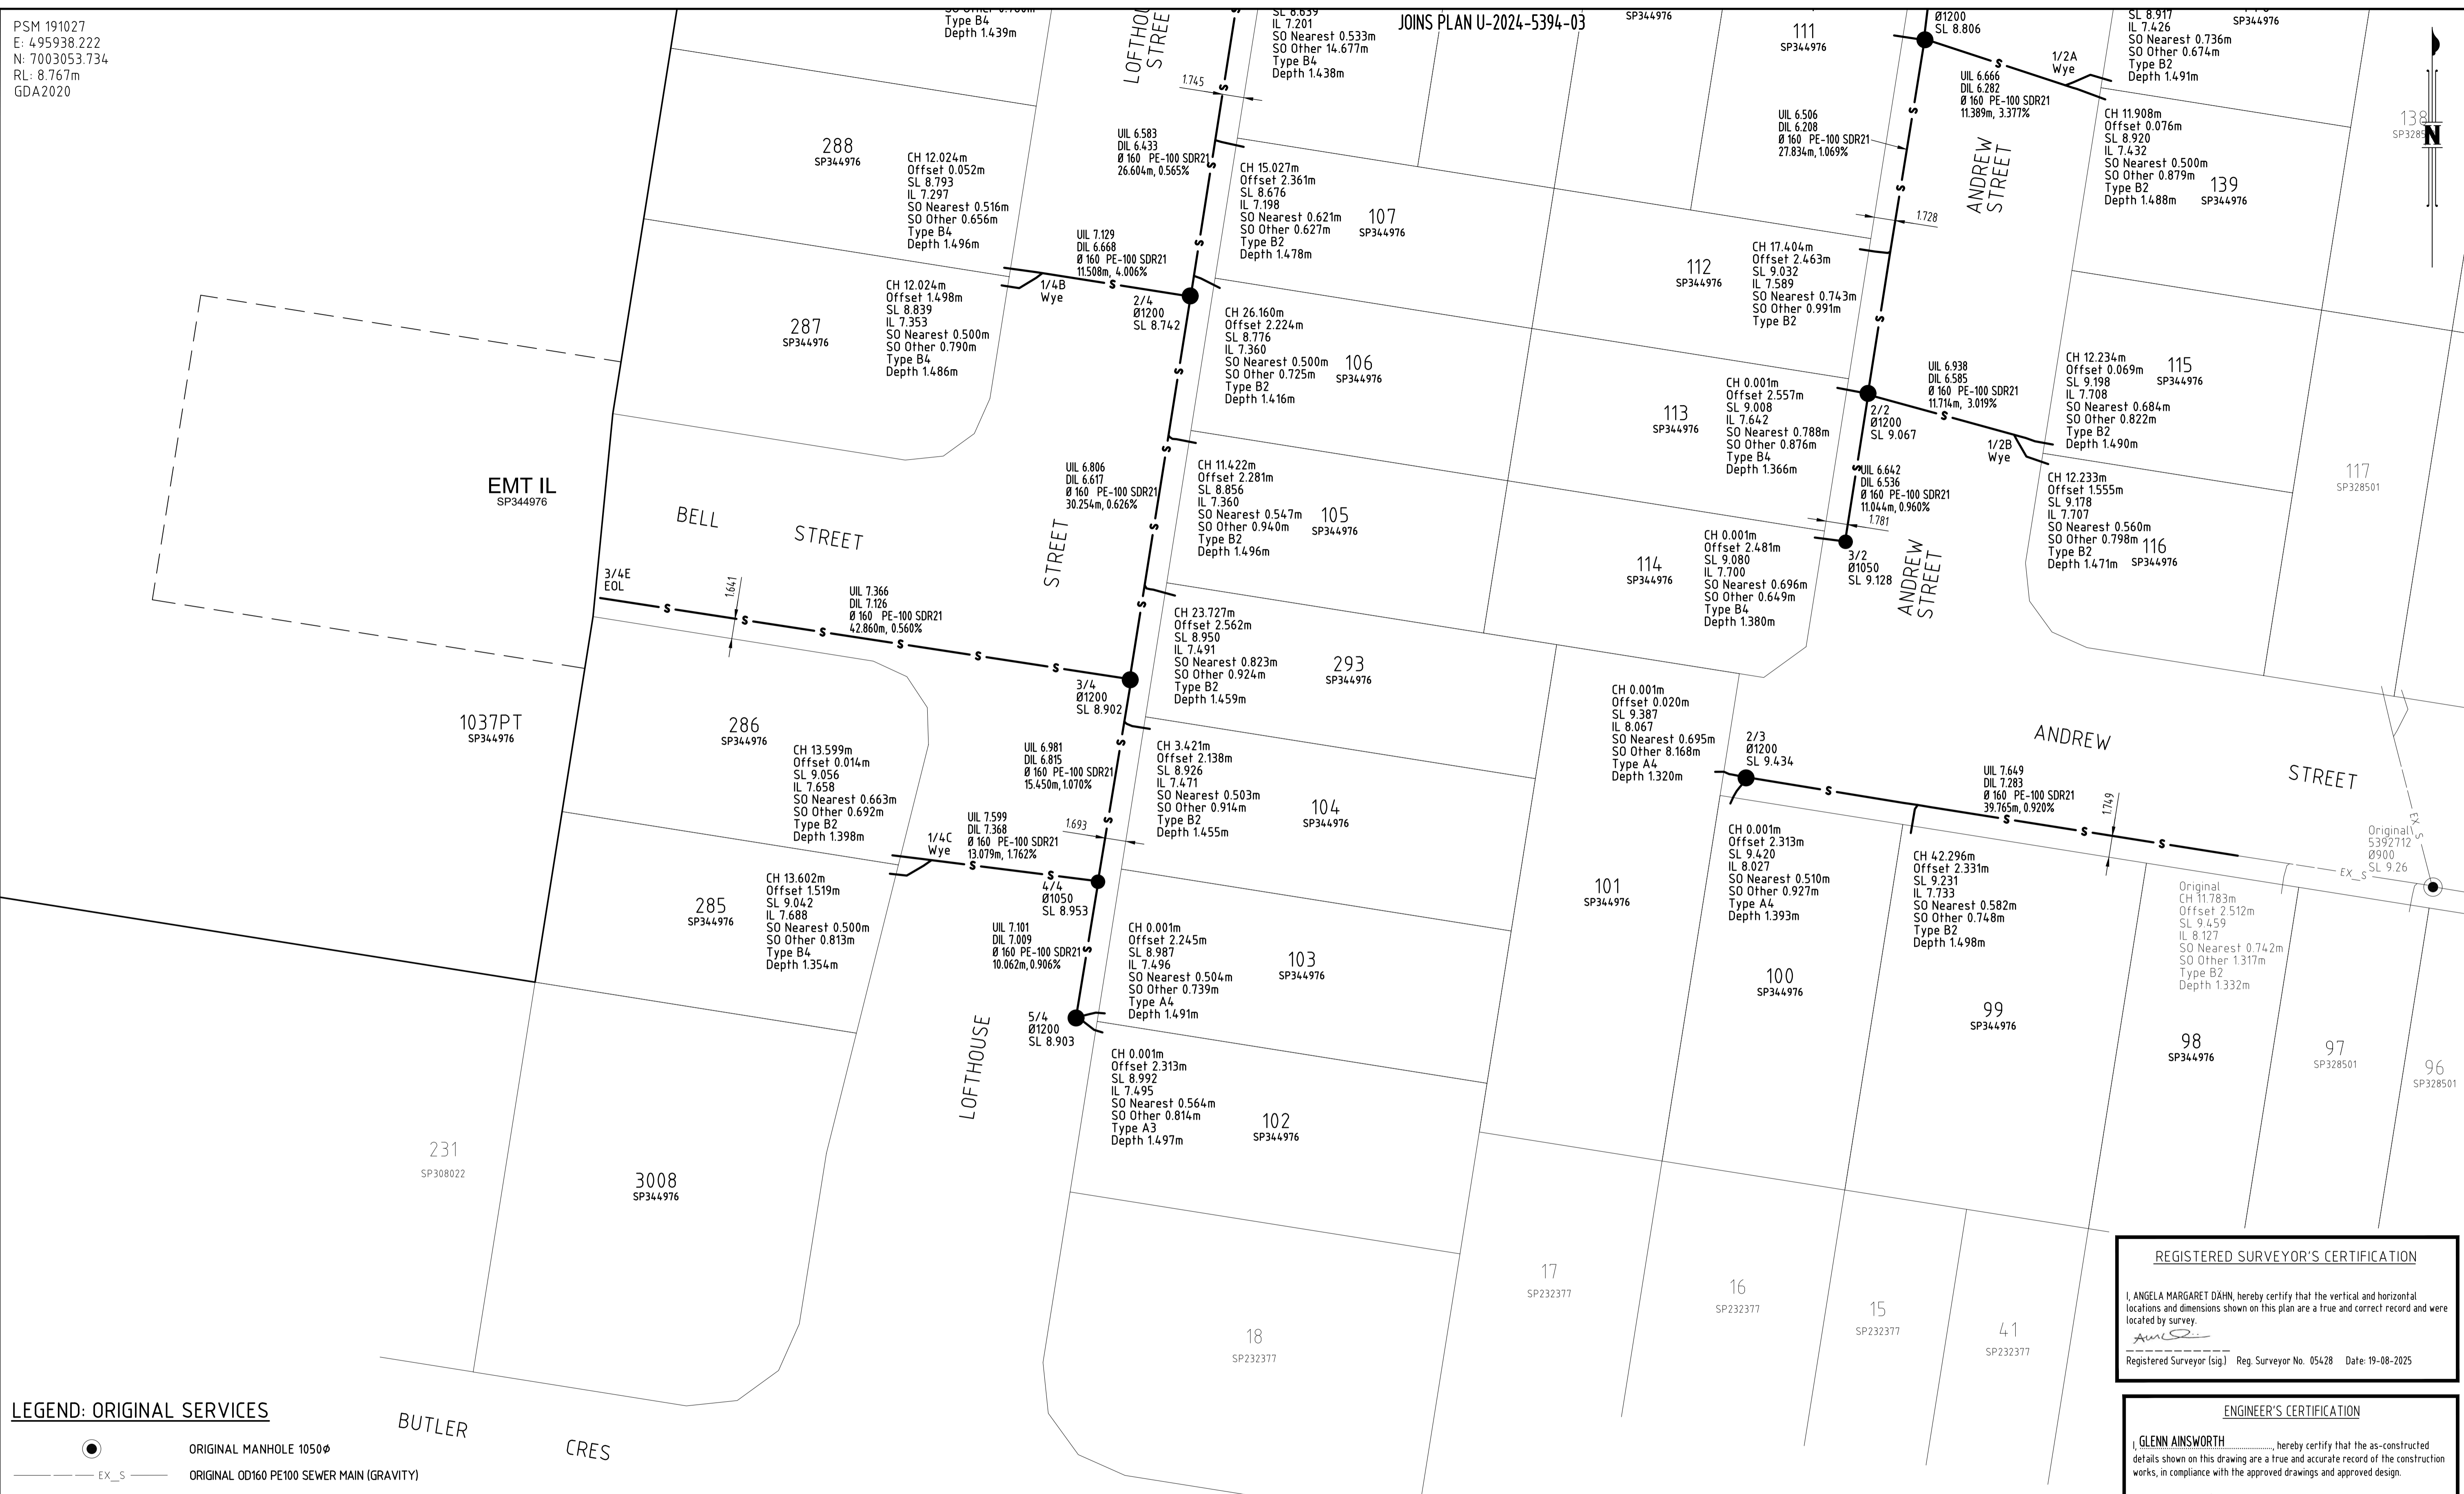 PSM 191027
E: 495938.222
N: 7003053.734
RL: 8.767m
GDA2020
Type B4
Depth 1.439m
LOFTHOUSE
STREET
SL 8.639
IL 7.201
SO Nearest 0.533m
SO Other 14.677m
Type B4
Depth 1.438m
JOINS PLAN U-2024-5394-03
SP344976
111
SP344976
Ø1200
SL 8.806
SL 8.917
IL 7.426
SO Nearest 0.736m
SO Other 0.674m
Type B2
Depth 1.491m
SP344976
1/2A
Wye
UIL 6.666
DIL 6.282
Ø 160 PE-100 SDR21
11.389m, 3.377%
138
N
1.745
288
SP344976
CH 12.024m
Offset 0.052m
SL 8.793
IL 7.297
SO Nearest 0.516m
SO Other 0.656m
Type B4
Depth 1.496m
UIL 6.583
DIL 6.433
Ø 160 PE-100 SDR21
26.604m, 0.565%
CH 15.027m
Offset 2.361m
SL 8.676
IL 7.198
SO Nearest 0.621m
SO Other 0.627m
Type B2
Depth 1.478m
107
SP344976
UIL 6.506
DIL 6.208
Ø 160 PE-100 SDR21
27.834m, 1.069%
ANDREW
STREET
CH 11.908m
Offset 0.076m
SL 8.920
IL 7.432
SO Nearest 0.500m
SO Other 0.879m
Type B2
Depth 1.488m
139
SP344976
1.728
UIL 7.129
DIL 6.668
Ø 160 PE-100 SDR21
11.508m, 4.006%
1/4B
Wye
2/4
Ø1200
SL 8.742
287
SP344976
CH 12.024m
Offset 1.498m
SL 8.839
IL 7.353
SO Nearest 0.500m
SO Other 0.790m
Type B4
Depth 1.486m
CH 26.160m
Offset 2.224m
SL 8.776
IL 7.360
SO Nearest 0.500m
SO Other 0.725m
Type B2
Depth 1.416m
106
SP344976
112
SP344976
CH 17.404m
Offset 2.463m
SL 9.032
IL 7.589
SO Nearest 0.743m
SO Other 0.991m
Type B2
113
SP344976
CH 0.001m
Offset 2.557m
SL 9.008
IL 7.642
SO Nearest 0.788m
SO Other 0.876m
Type B4
Depth 1.366m
2/2
Ø1200
SL 9.067
UIL 6.938
DIL 6.585
Ø 160 PE-100 SDR21
11.714m, 3.019%
1/2B
Wye
CH 12.234m
Offset 0.069m
SL 9.198
IL 7.708
SO Nearest 0.684m
SO Other 0.822m
Type B2
Depth 1.490m
115
SP344976
117
SP328501
UIL 6.642
DIL 6.536
Ø 160 PE-100 SDR21
11.044m, 0.960%
1.781
CH 12.233m
Offset 1.555m
SL 9.178
IL 7.707
SO Nearest 0.560m
SO Other 0.798m
Type B2
Depth 1.471m
116
SP344976
EMT IL
SP344976
BELL STREET
STREET
UIL 6.806
DIL 6.617
Ø 160 PE-100 SDR21
30.254m, 0.626%
CH 11.422m
Offset 2.281m
SL 8.856
IL 7.360
SO Nearest 0.547m
SO Other 0.940m
Type B2
Depth 1.496m
105
SP344976
114
SP344976
CH 0.001m
Offset 2.481m
SL 9.080
IL 7.700
SO Nearest 0.696m
SO Other 0.649m
Type B4
Depth 1.380m
3/2
Ø1050
SL 9.128
ANDREW
STREET
3/4E
EOL
1.641
UIL 7.366
DIL 7.126
Ø 160 PE-100 SDR21
42.860m, 0.560%
3/4
Ø1200
SL 8.902
CH 23.727m
Offset 2.562m
SL 8.950
IL 7.491
SO Nearest 0.823m
SO Other 0.924m
Type B2
Depth 1.459m
293
SP344976
1037PT
SP344976
286
SP344976
CH 13.599m
Offset 0.014m
SL 9.056
IL 7.658
SO Nearest 0.663m
SO Other 0.692m
Type B2
Depth 1.398m
UIL 6.981
DIL 6.815
Ø 160 PE-100 SDR21
15.450m, 1.070%
CH 3.421m
Offset 2.138m
SL 8.926
IL 7.471
SO Nearest 0.503m
SO Other 0.914m
Type B2
Depth 1.455m
104
SP344976
CH 0.001m
Offset 0.020m
SL 9.387
IL 8.067
SO Nearest 0.695m
SO Other 8.168m
Type A4
Depth 1.320m
2/3
Ø1200
SL 9.434
ANDREW STREET
UIL 7.649
DIL 7.283
Ø 160 PE-100 SDR21
39.765m, 0.920%
1.749
EX_S
Original
5392712
Ø900
SL 9.26
EX_S
1/4C
Wye
UIL 7.599
DIL 7.368
Ø 160 PE-100 SDR21
13.079m, 1.762%
1.693
4/4
Ø1050
SL 8.953
285
SP344976
CH 13.602m
Offset 1.519m
SL 9.042
IL 7.688
SO Nearest 0.500m
SO Other 0.813m
Type B4
Depth 1.354m
UIL 7.101
DIL 7.009
Ø 160 PE-100 SDR21
10.062m, 0.906%
CH 0.001m
Offset 2.245m
SL 8.987
IL 7.496
SO Nearest 0.504m
SO Other 0.739m
Type A4
Depth 1.491m
103
SP344976
101
SP344976
CH 0.001m
Offset 2.313m
SL 9.420
IL 8.027
SO Nearest 0.510m
SO Other 0.927m
Type A4
Depth 1.393m
100
SP344976
CH 42.296m
Offset 2.331m
SL 9.231
IL 7.733
SO Nearest 0.582m
SO Other 0.748m
Type B2
Depth 1.498m
99
SP344976
Original
CH 11.783m
Offset 2.512m
SL 9.459
IL 8.127
SO Nearest 0.742m
SO Other 1.317m
Type B2
Depth 1.332m
98
SP344976
97
SP328501
96
SP328501
5/4
Ø1200
SL 8.903
LOFTHOUSE
CH 0.001m
Offset 2.313m
SL 8.992
IL 7.495
SO Nearest 0.564m
SO Other 0.814m
Type A3
Depth 1.497m
102
SP344976
231
SP308022
3008
SP344976
18
SP232377
17
SP232377
16
SP232377
15
SP232377
41
SP232377
BUTLER CRES
LEGEND: ORIGINAL SERVICES
ORIGINAL MANHOLE 1050Ø
EX_S ORIGINAL OD160 PE100 SEWER MAIN (GRAVITY)
REGISTERED SURVEYOR'S CERTIFICATION
I, ANGELA MARGARET DÄHN, hereby certify that the vertical and horizontal
locations and dimensions shown on this plan are a true and correct record and were
located by survey.
Registered Surveyor (sig.) Reg. Surveyor No. 05428 Date: 19-08-2025
ENGINEER'S CERTIFICATION
I, GLENN AINSWORTH, hereby certify that the as-constructed
details shown on this drawing are a true and accurate record of the construction
works, in compliance with the approved drawings and approved design.